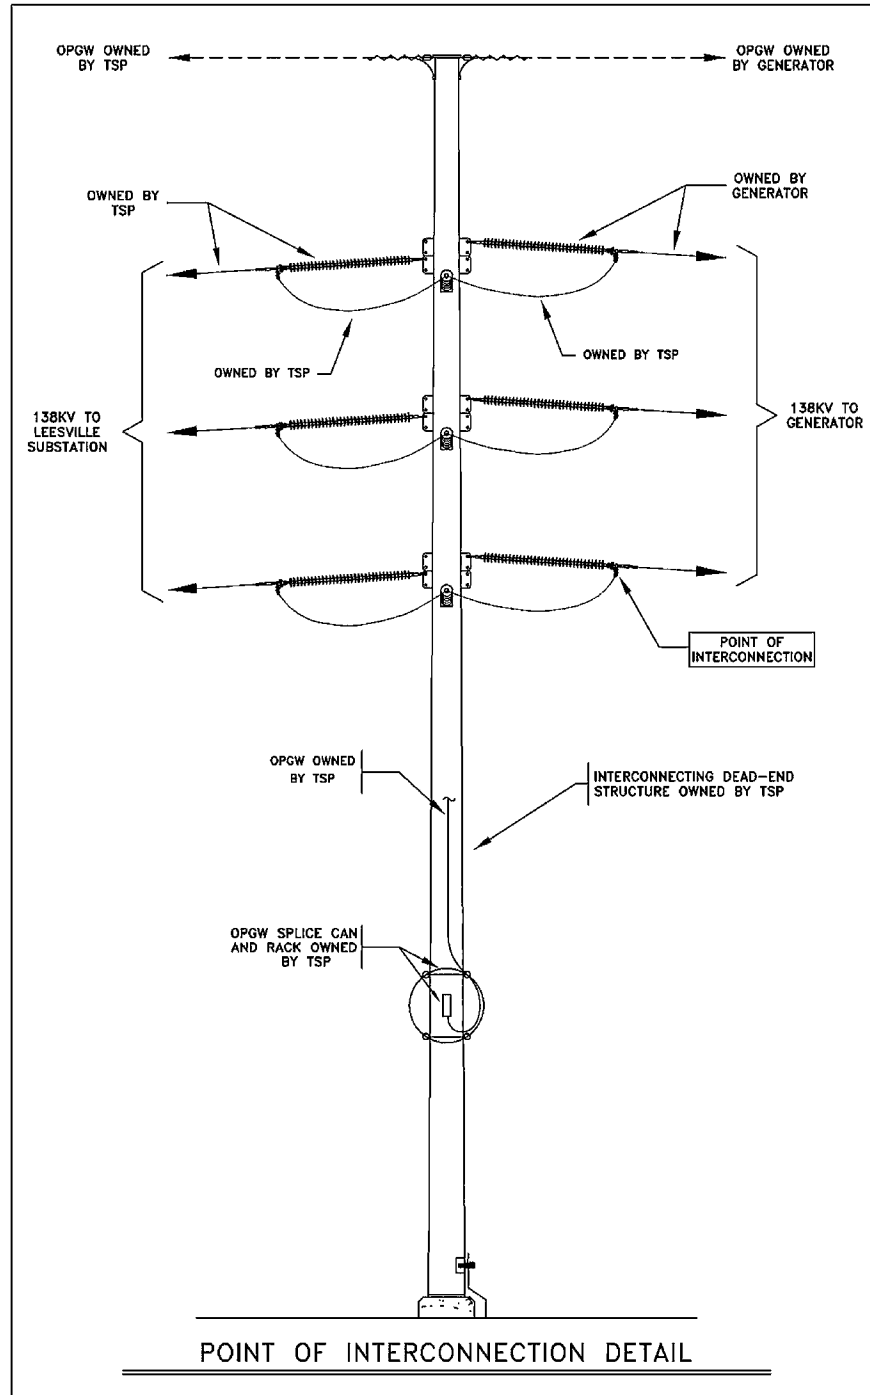 OPGW OWNED
BY TSP
OPGW OWNED
BY GENERATOR
OWNED BY
TSP
OWNED BY
GENERATOR
OWNED BY TSP
OWNED BY TSP
138KV TO
LEESVILLE
SUBSTATION
138KV TO
GENERATOR
POINT OF
INTERCONNECTION
OPGW OWNED
BY TSP
INTERCONNECTING DEAD-END
STRUCTURE OWNED BY TSP
OPGW SPLICE CAN
AND RACK OWNED
BY TSP
POINT OF INTERCONNECTION DETAIL